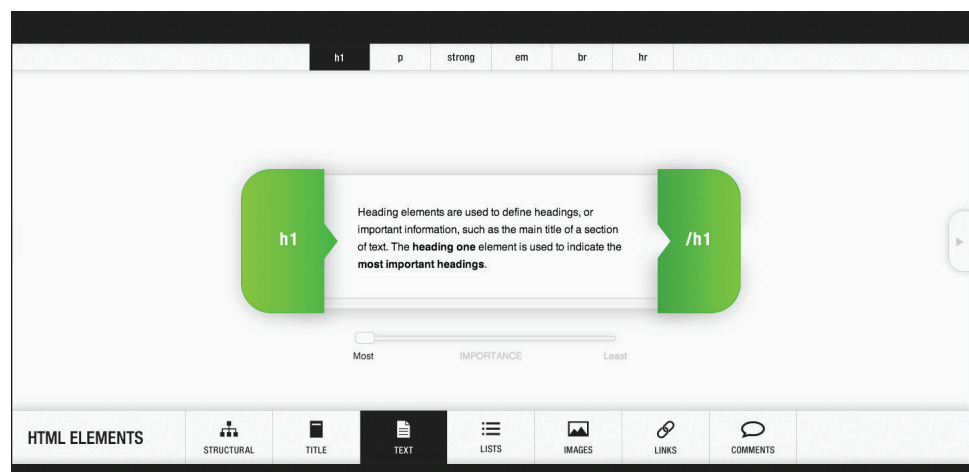 h1 p strong em br hr
Heading elements are used to define headings, or
important information, such as the main title of a section
of text. The heading one element is used to indicate the
most important headings.
h1 /h1
Most IMPORTANCE Least
HTML ELEMENTS STRUCTURAL TITLE TEXT LISTS IMAGES LINKS COMMENTS